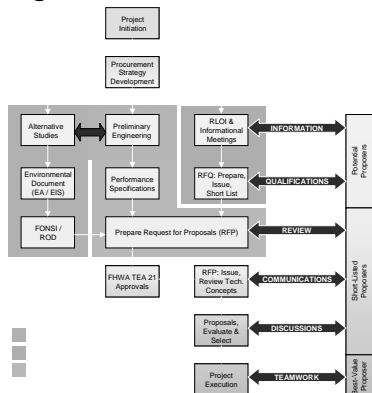 Project
Initiation
Procurement
Strategy
Development
Alternative
Studies
Preliminary
Engineering
RLOI &
Informational
Meetings
INFORMATION
Potential
Proposers
Environmental
Document
(EA / EIS)
Performance
Specifications
RFQ: Prepare,
Issue,
Short List
QUALIFICATIONS
FONSI /
ROD
Prepare Request for Proposals (RFP)
REVIEW
Short-Listed
Proposers
FHWA TEA 21
Approvals
RFP: Issue,
Review Tech.
Concepts
COMMUNICATIONS
Proposals,
Evaluate &
Select
DISCUSSIONS
Project
Execution
TEAMWORK
Best-Value
Proposer